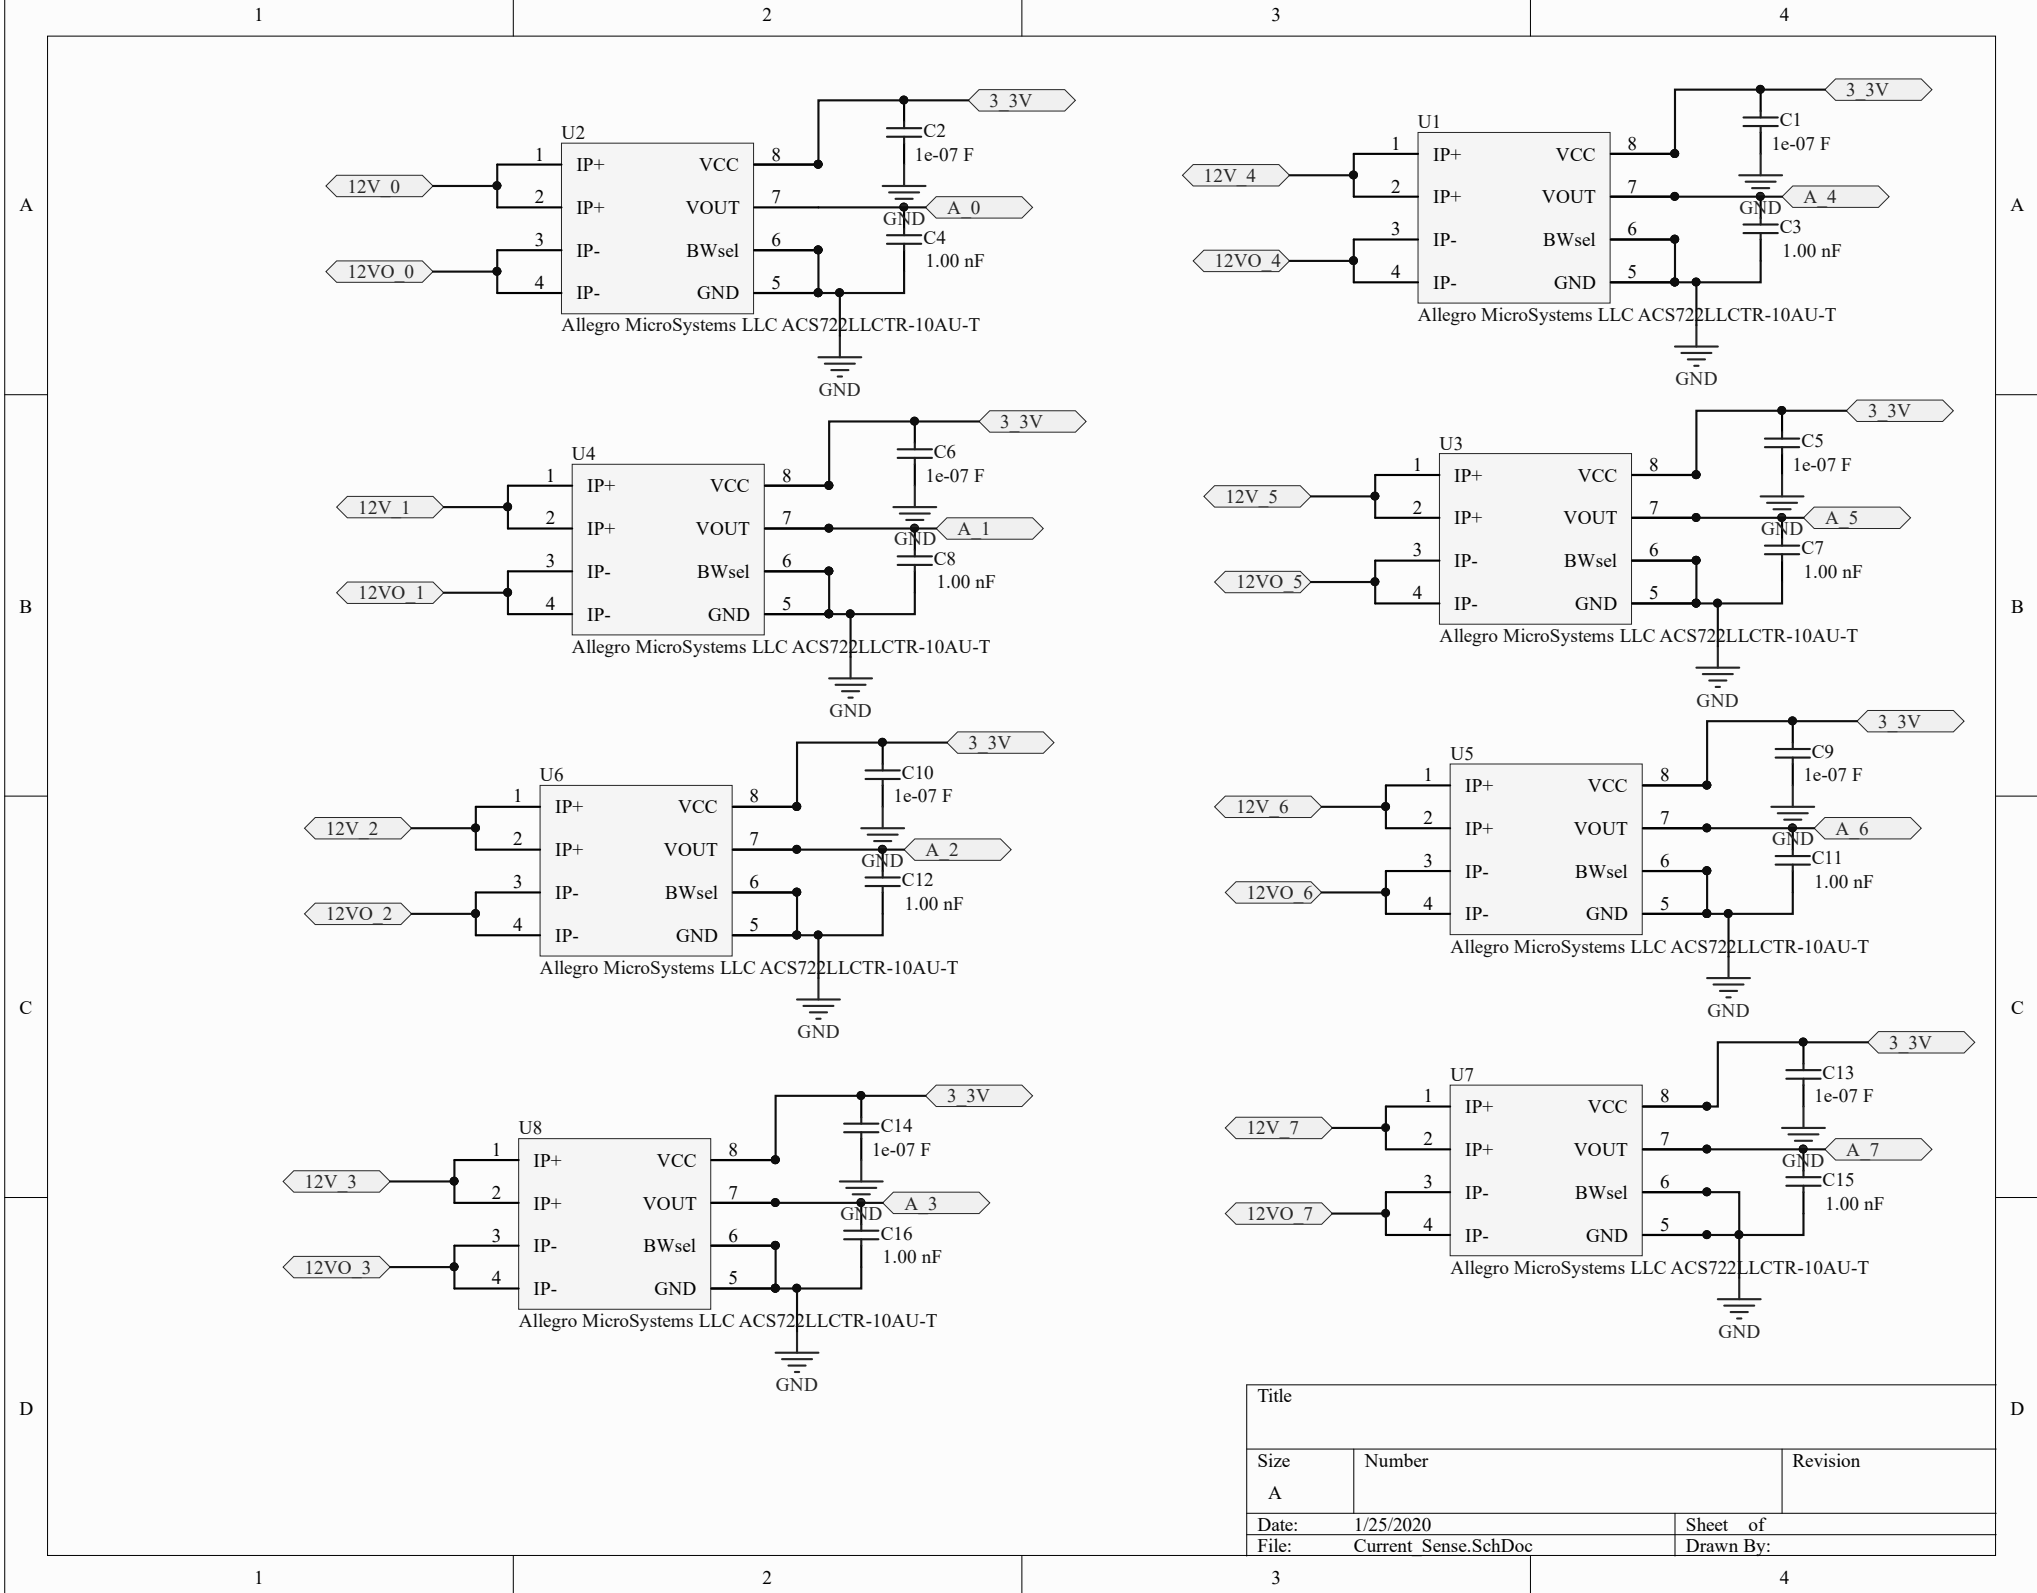 1 2 3 4
A A
B B
C C
D D
U2
1 IP+ VCC 8
2 IP+ VOUT 7
3 IP- BWsel 6
4 IP- GND 5
Allegro MicroSystems LLC ACS722LLCTR-10AU-T
12V_0
12VO_0
3_3V
C2
1e-07 F
GND
A_0
C4
1.00 nF
GND
U1
1 IP+ VCC 8
2 IP+ VOUT 7
3 IP- BWsel 6
4 IP- GND 5
Allegro MicroSystems LLC ACS722LLCTR-10AU-T
12V_4
12VO_4
3_3V
C1
1e-07 F
GND
A_4
C3
1.00 nF
GND
U4
1 IP+ VCC 8
2 IP+ VOUT 7
3 IP- BWsel 6
4 IP- GND 5
Allegro MicroSystems LLC ACS722LLCTR-10AU-T
12V_1
12VO_1
3_3V
C6
1e-07 F
GND
A_1
C8
1.00 nF
GND
U3
1 IP+ VCC 8
2 IP+ VOUT 7
3 IP- BWsel 6
4 IP- GND 5
Allegro MicroSystems LLC ACS722LLCTR-10AU-T
12V_5
12VO_5
3_3V
C5
1e-07 F
GND
A_5
C7
1.00 nF
GND
U6
1 IP+ VCC 8
2 IP+ VOUT 7
3 IP- BWsel 6
4 IP- GND 5
Allegro MicroSystems LLC ACS722LLCTR-10AU-T
12V_2
12VO_2
3_3V
C10
1e-07 F
GND
A_2
C12
1.00 nF
GND
U5
1 IP+ VCC 8
2 IP+ VOUT 7
3 IP- BWsel 6
4 IP- GND 5
Allegro MicroSystems LLC ACS722LLCTR-10AU-T
12V_6
12VO_6
3_3V
C9
1e-07 F
GND
A_6
C11
1.00 nF
GND
U8
1 IP+ VCC 8
2 IP+ VOUT 7
3 IP- BWsel 6
4 IP- GND 5
Allegro MicroSystems LLC ACS722LLCTR-10AU-T
12V_3
12VO_3
3_3V
C14
1e-07 F
GND
A_3
C16
1.00 nF
GND
U7
1 IP+ VCC 8
2 IP+ VOUT 7
3 IP- BWsel 6
4 IP- GND 5
Allegro MicroSystems LLC ACS722LLCTR-10AU-T
12V_7
12VO_7
3_3V
C13
1e-07 F
GND
A_7
C15
1.00 nF
GND
Title
Size Number Revision
A
Date: 1/25/2020 Sheet of
File: Current_Sense.SchDoc Drawn By:
1 2 3 4